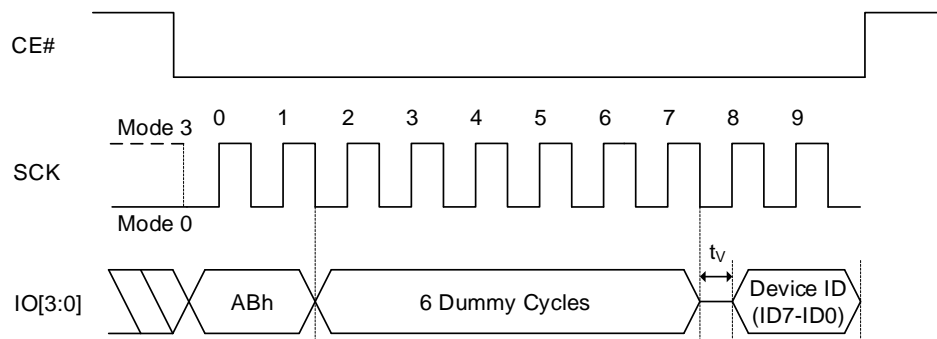 CE#
0 1 2 3 4 5 6 7 8 9
Mode 3
SCK
Mode 0
tV
IO[3:0]
ABh
6 Dummy Cycles
Device ID
(ID7-ID0)